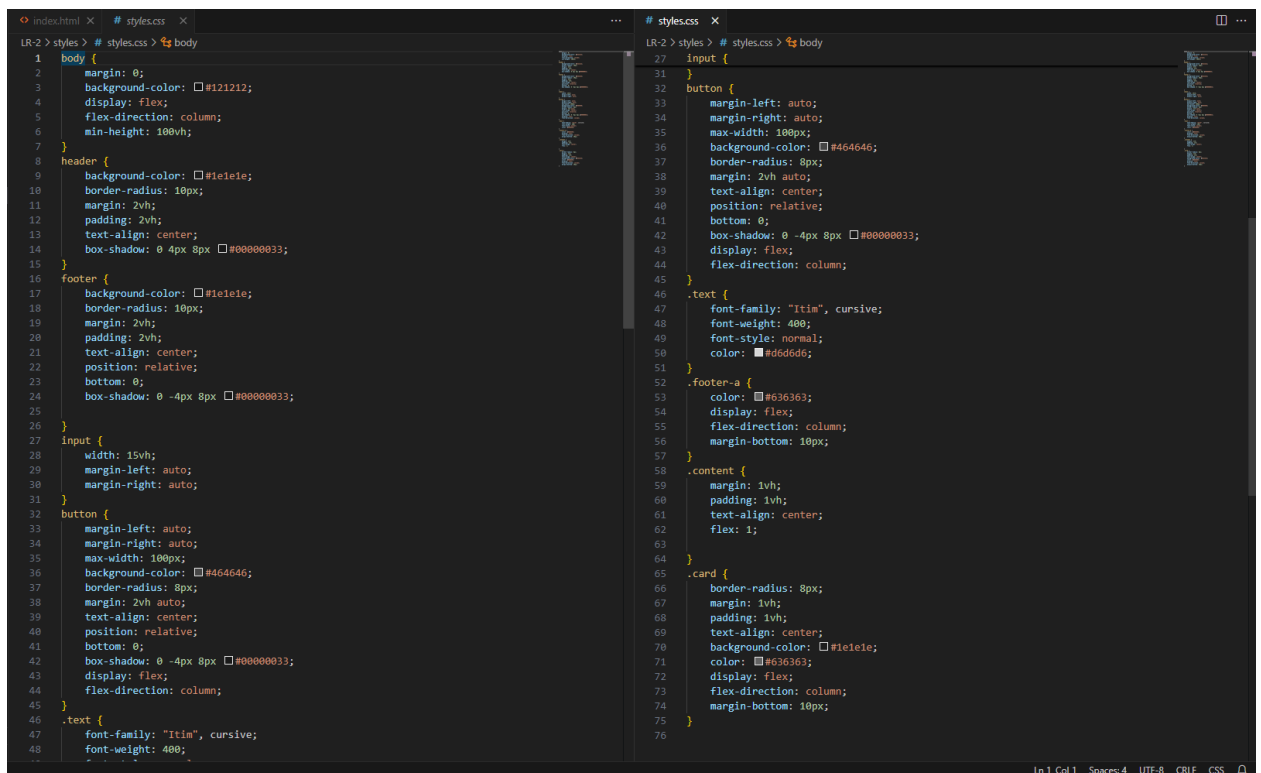 index.html
styles.css
LR-2 > styles > # styles.css > body
1 body {
2 margin: 0;
3 background-color: #121212;
4 display: flex;
5 flex-direction: column;
6 min-height: 100vh;
7 }
8 header {
9 background-color: #1e1e1e;
10 border-radius: 10px;
11 margin: 2vh;
12 padding: 2vh;
13 text-align: center;
14 box-shadow: 0 4px 8px #00000033;
15 }
16 footer {
17 background-color: #1e1e1e;
18 border-radius: 10px;
19 margin: 2vh;
20 padding: 2vh;
21 text-align: center;
22 position: relative;
23 bottom: 0;
24 box-shadow: 0 -4px 8px #00000033;
25
26 }
27 input {
28 width: 15vh;
29 margin-left: auto;
30 margin-right: auto;
31 }
32 button {
33 margin-left: auto;
34 margin-right: auto;
35 max-width: 100px;
36 background-color: #464646;
37 border-radius: 8px;
38 margin: 2vh auto;
39 text-align: center;
40 position: relative;
41 bottom: 0;
42 box-shadow: 0 -4px 8px #00000033;
43 display: flex;
44 flex-direction: column;
45 }
46 .text {
47 font-family: "Itim", cursive;
48 font-weight: 400;
# styles.css
LR-2 > styles > # styles.css > body
27 input {
31 }
32 button {
33 margin-left: auto;
34 margin-right: auto;
35 max-width: 100px;
36 background-color: #464646;
37 border-radius: 8px;
38 margin: 2vh auto;
39 text-align: center;
40 position: relative;
41 bottom: 0;
42 box-shadow: 0 -4px 8px #00000033;
43 display: flex;
44 flex-direction: column;
45 }
46 .text {
47 font-family: "Itim", cursive;
48 font-weight: 400;
49 font-style: normal;
50 color: #d6d6d6;
51 }
52 .footer-a {
53 color: #636363;
54 display: flex;
55 flex-direction: column;
56 margin-bottom: 10px;
57 }
58 .content {
59 margin: 1vh;
60 padding: 1vh;
61 text-align: center;
62 flex: 1;
63
64 }
65 .card {
66 border-radius: 8px;
67 margin: 1vh;
68 padding: 1vh;
69 text-align: center;
70 background-color: #1e1e1e;
71 color: #636363;
72 display: flex;
73 flex-direction: column;
74 margin-bottom: 10px;
75 }
76
Ln 1, Col 1 Spaces: 4 UTF-8 CRLF CSS